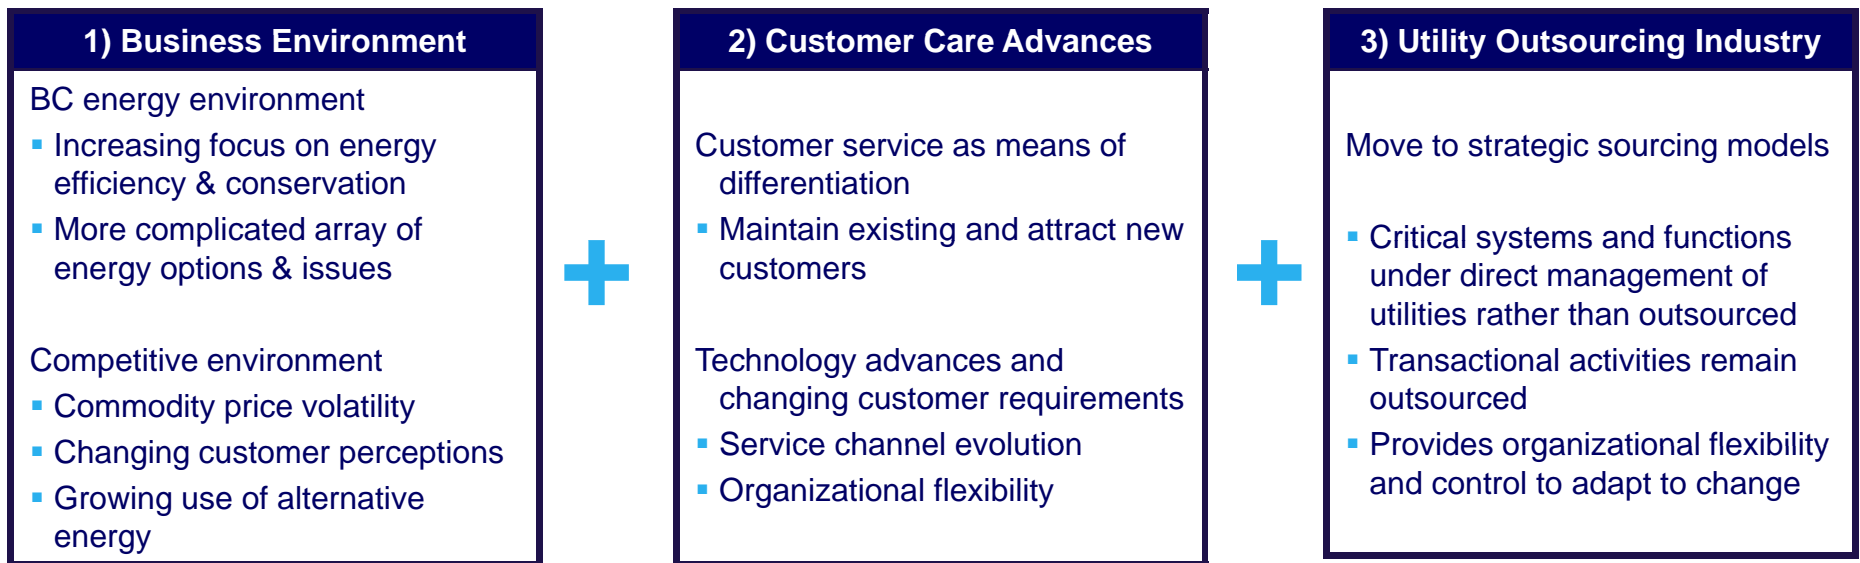 1) Business Environment
BC energy environment
▪ Increasing focus on energy
efficiency & conservation
▪ More complicated array of
energy options & issues
Competitive environment
▪ Commodity price volatility
▪ Changing customer perceptions
▪ Growing use of alternative
energy
2) Customer Care Advances
Customer service as means of
differentiation
▪ Maintain existing and attract new
customers
Technology advances and
changing customer requirements
▪ Service channel evolution
▪ Organizational flexibility
3) Utility Outsourcing Industry
Move to strategic sourcing models
▪ Critical systems and functions
under direct management of
utilities rather than outsourced
▪ Transactional activities remain
outsourced
▪ Provides organizational flexibility
and control to adapt to change